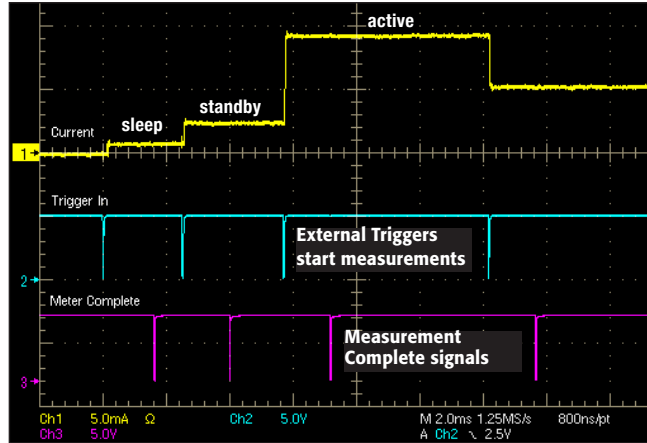 active
standby
sleep
Current
1
Trigger In
External Triggers
start measurements
2
Meter Complete
Measurement
Complete signals
3
Ch1 5.0mA Ω Ch2 5.0V M 2.0ms 1.25MS/s 800ns/pt
Ch3 5.0V A Ch2 ∿ 2.5V